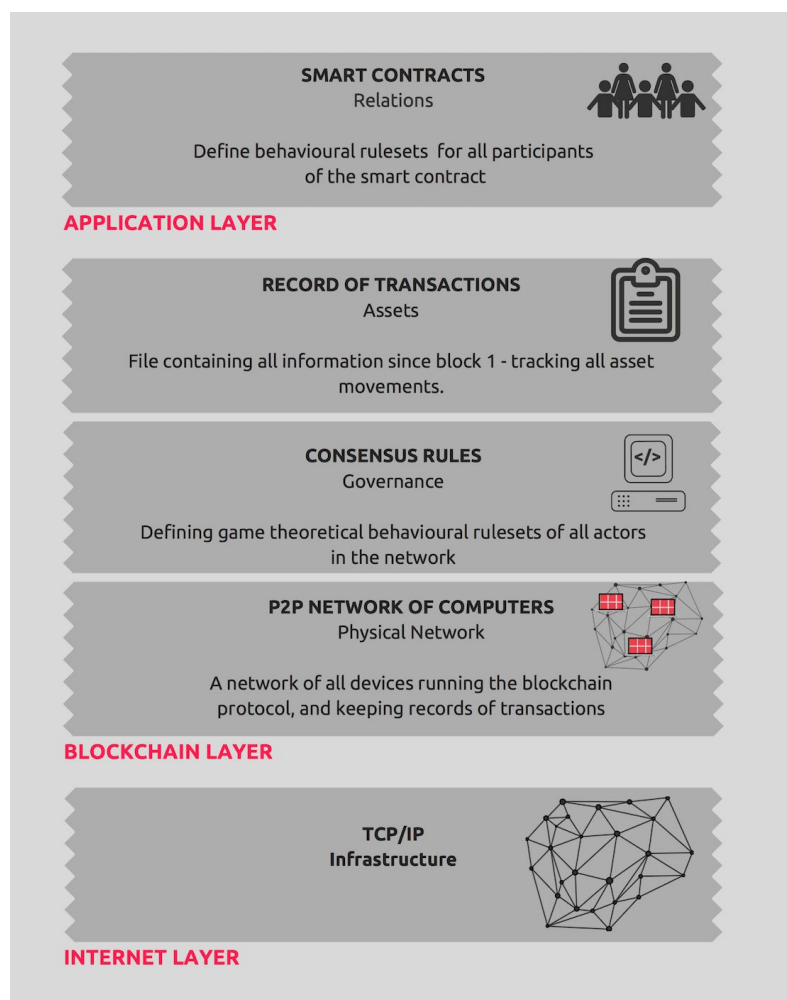 SMART CONTRACTS
Relations
Define behavioural rulesets for all participants
of the smart contract
APPLICATION LAYER
RECORD OF TRANSACTIONS
Assets
File containing all information since block 1 - tracking all asset
movements.
CONSENSUS RULES
Governance
</>
Defining game theoretical behavioural rulesets of all actors
in the network
P2P NETWORK OF COMPUTERS
Physical Network
A network of all devices running the blockchain
protocol, and keeping records of transactions
BLOCKCHAIN LAYER
TCP/IP
Infrastructure
INTERNET LAYER